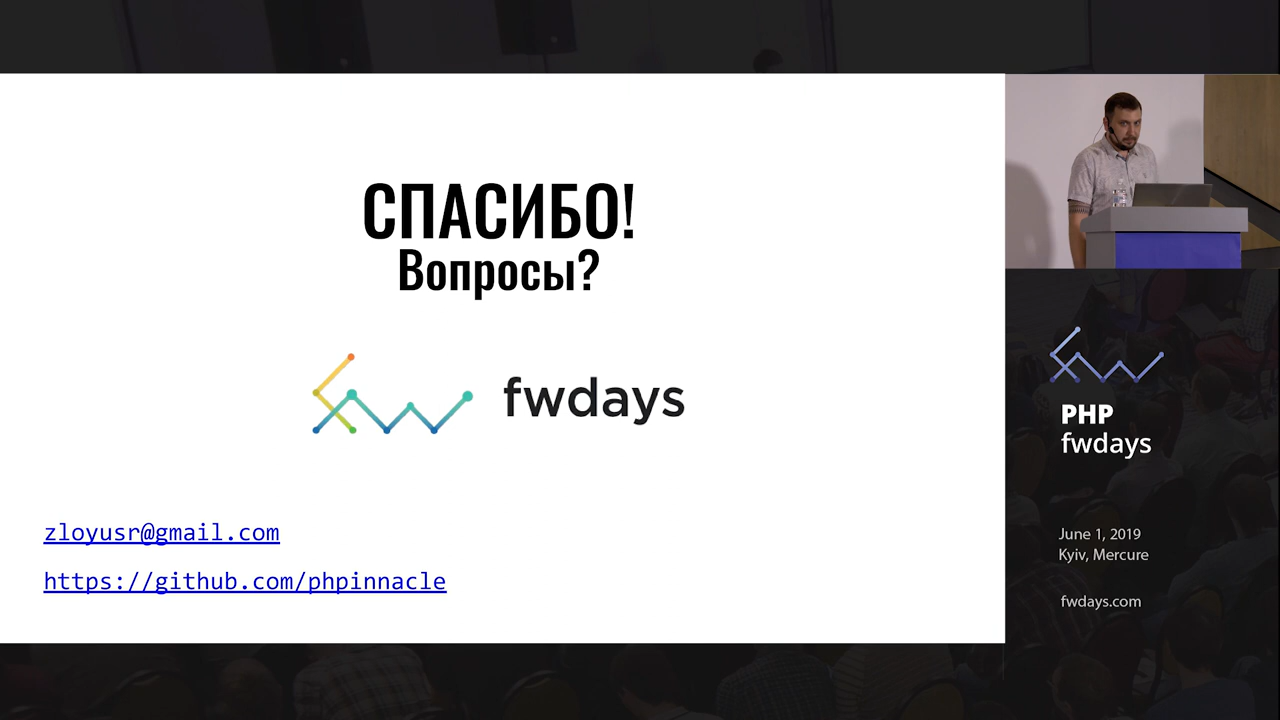 СПАСИБО!
Вопросы?
fwdays
zloyusr@gmail.com
https://github.com/phpinnacle
PHP
fwdays
June 1, 2019
Kyiv, Mercure
fwdays.com